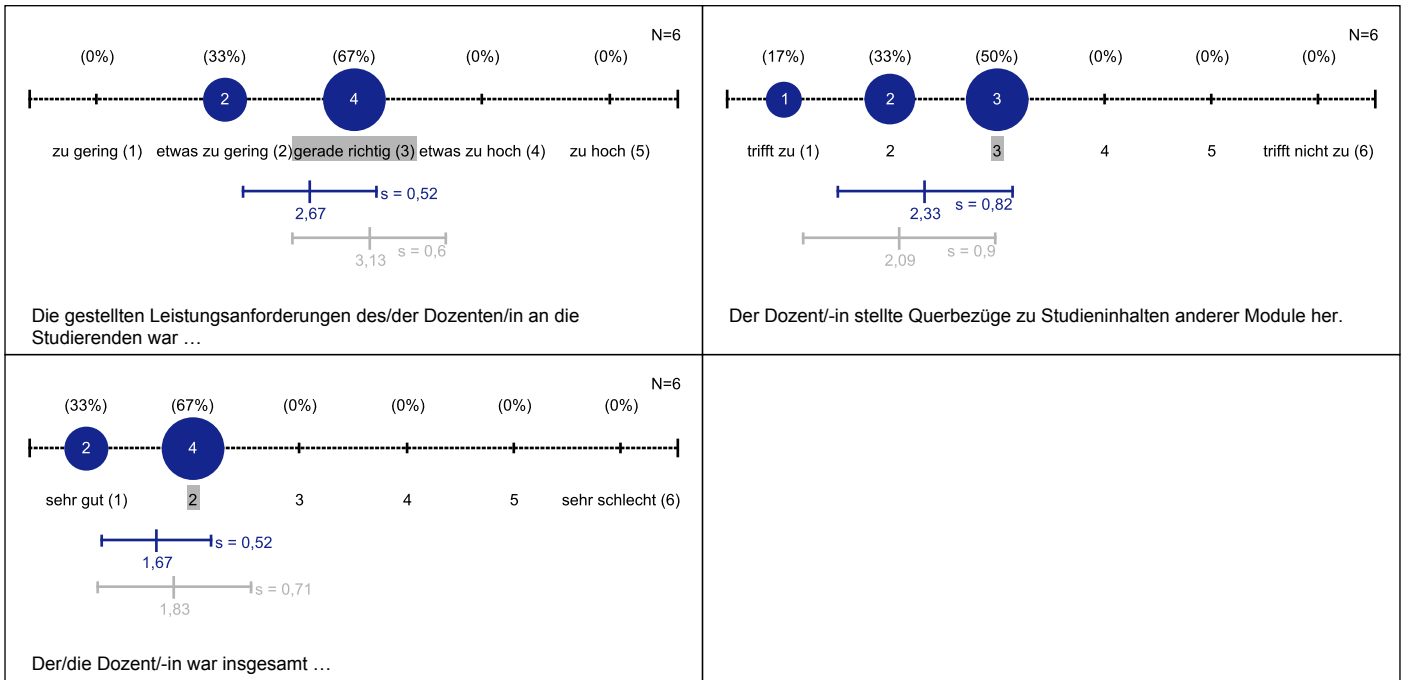 N=6
(0%) (33%) (67%) (0%) (0%)
2 4
zu gering (1) etwas zu gering (2) gerade richtig (3) etwas zu hoch (4) zu hoch (5)
s = 0,52
2,67
s = 0,6
3,13
Die gestellten Leistungsanforderungen des/der Dozenten/in an die
Studierenden war …
N=6
(17%) (33%) (50%) (0%) (0%) (0%)
1 2 3
trifft zu (1) 2 3 4 5 trifft nicht zu (6)
s = 0,82
2,33
s = 0,9
2,09
Der Dozent/-in stellte Querbezüge zu Studieninhalten anderer Module her.
N=6
(33%) (67%) (0%) (0%) (0%) (0%)
2 4
sehr gut (1) 2 3 4 5 sehr schlecht (6)
s = 0,52
1,67
s = 0,71
1,83
Der/die Dozent/-in war insgesamt …